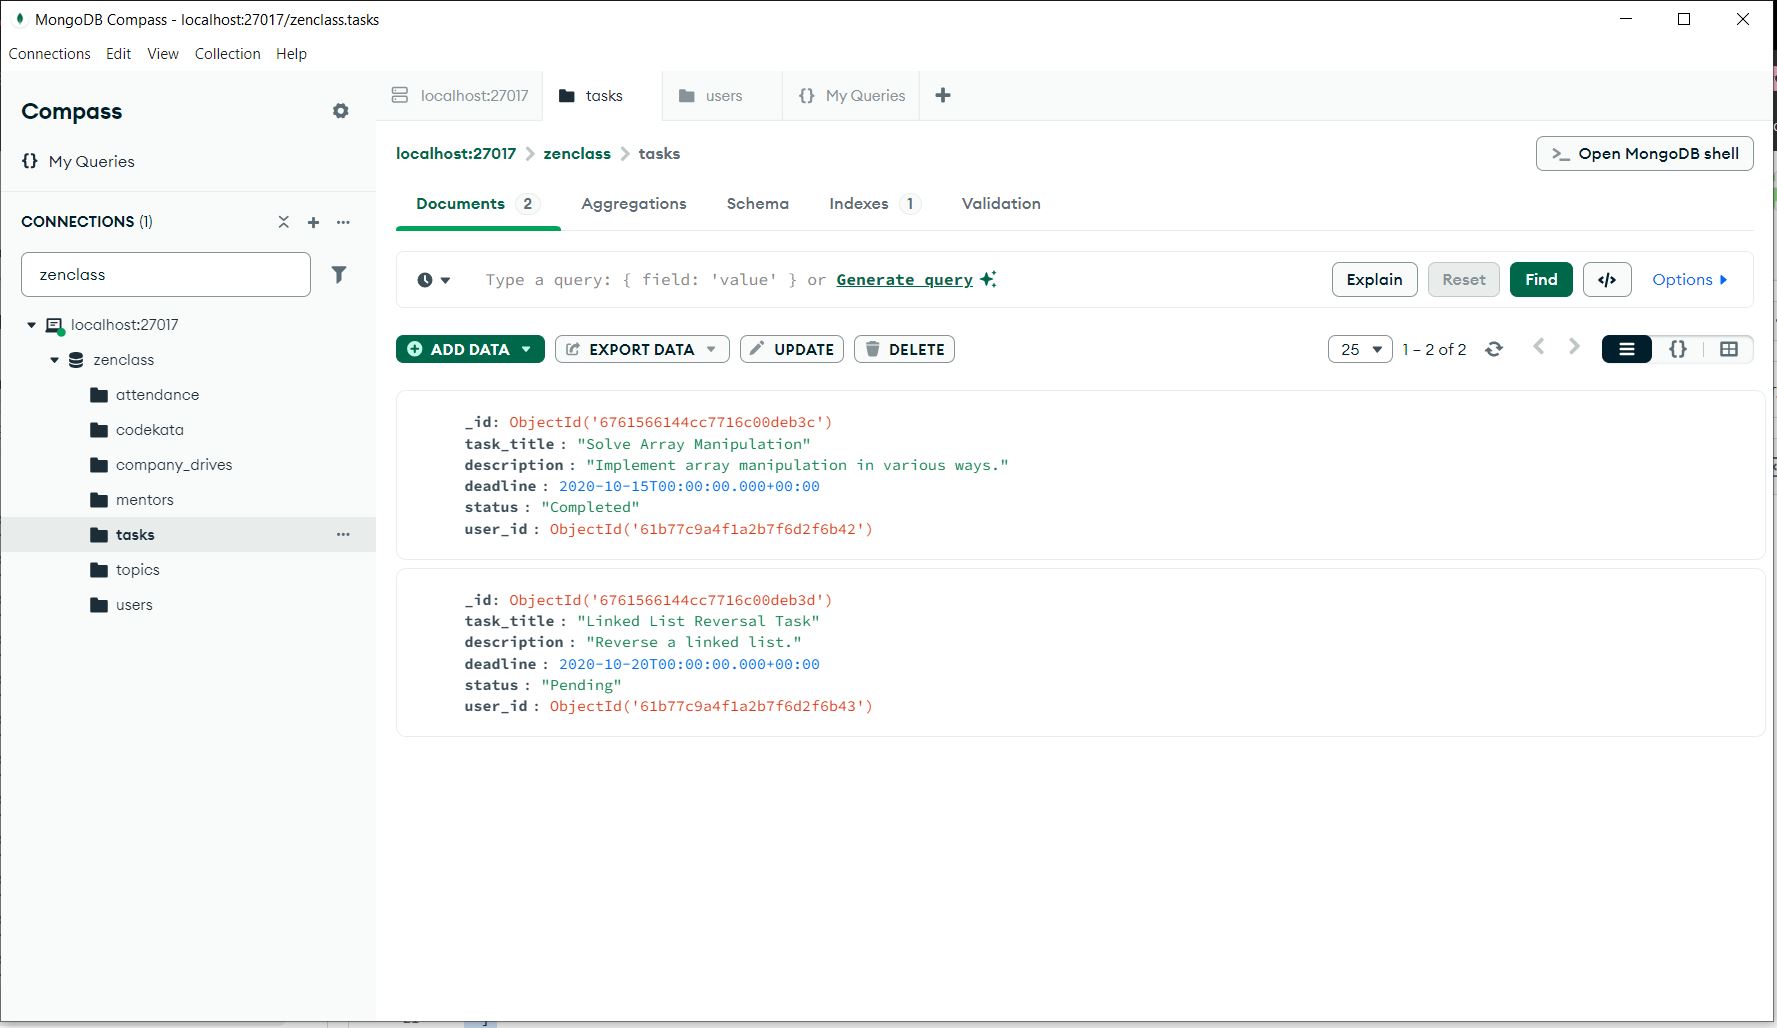 MongoDB Compass - localhost:27017/zenclass.tasks
Connections Edit View Collection Help
Compass
{} My Queries
CONNECTIONS (1)
zenclass
localhost:27017
zenclass
attendance
codekata
company_drives
mentors
tasks
topics
users
localhost:27017 tasks users {} My Queries
localhost:27017 > zenclass > tasks
>_ Open MongoDB shell
Documents 2 Aggregations Schema Indexes 1 Validation
Type a query: { field: 'value' } or Generate query
Explain Reset Find </> Options
ADD DATA EXPORT DATA UPDATE DELETE
25 1 – 2 of 2 {}
_id: ObjectId('6761566144cc7716c00deb3c')
task_title : "Solve Array Manipulation"
description : "Implement array manipulation in various ways."
deadline : 2020-10-15T00:00:00.000+00:00
status : "Completed"
user_id : ObjectId('61b77c9a4f1a2b7f6d2f6b42')
_id: ObjectId('6761566144cc7716c00deb3d')
task_title : "Linked List Reversal Task"
description : "Reverse a linked list."
deadline : 2020-10-20T00:00:00.000+00:00
status : "Pending"
user_id : ObjectId('61b77c9a4f1a2b7f6d2f6b43')